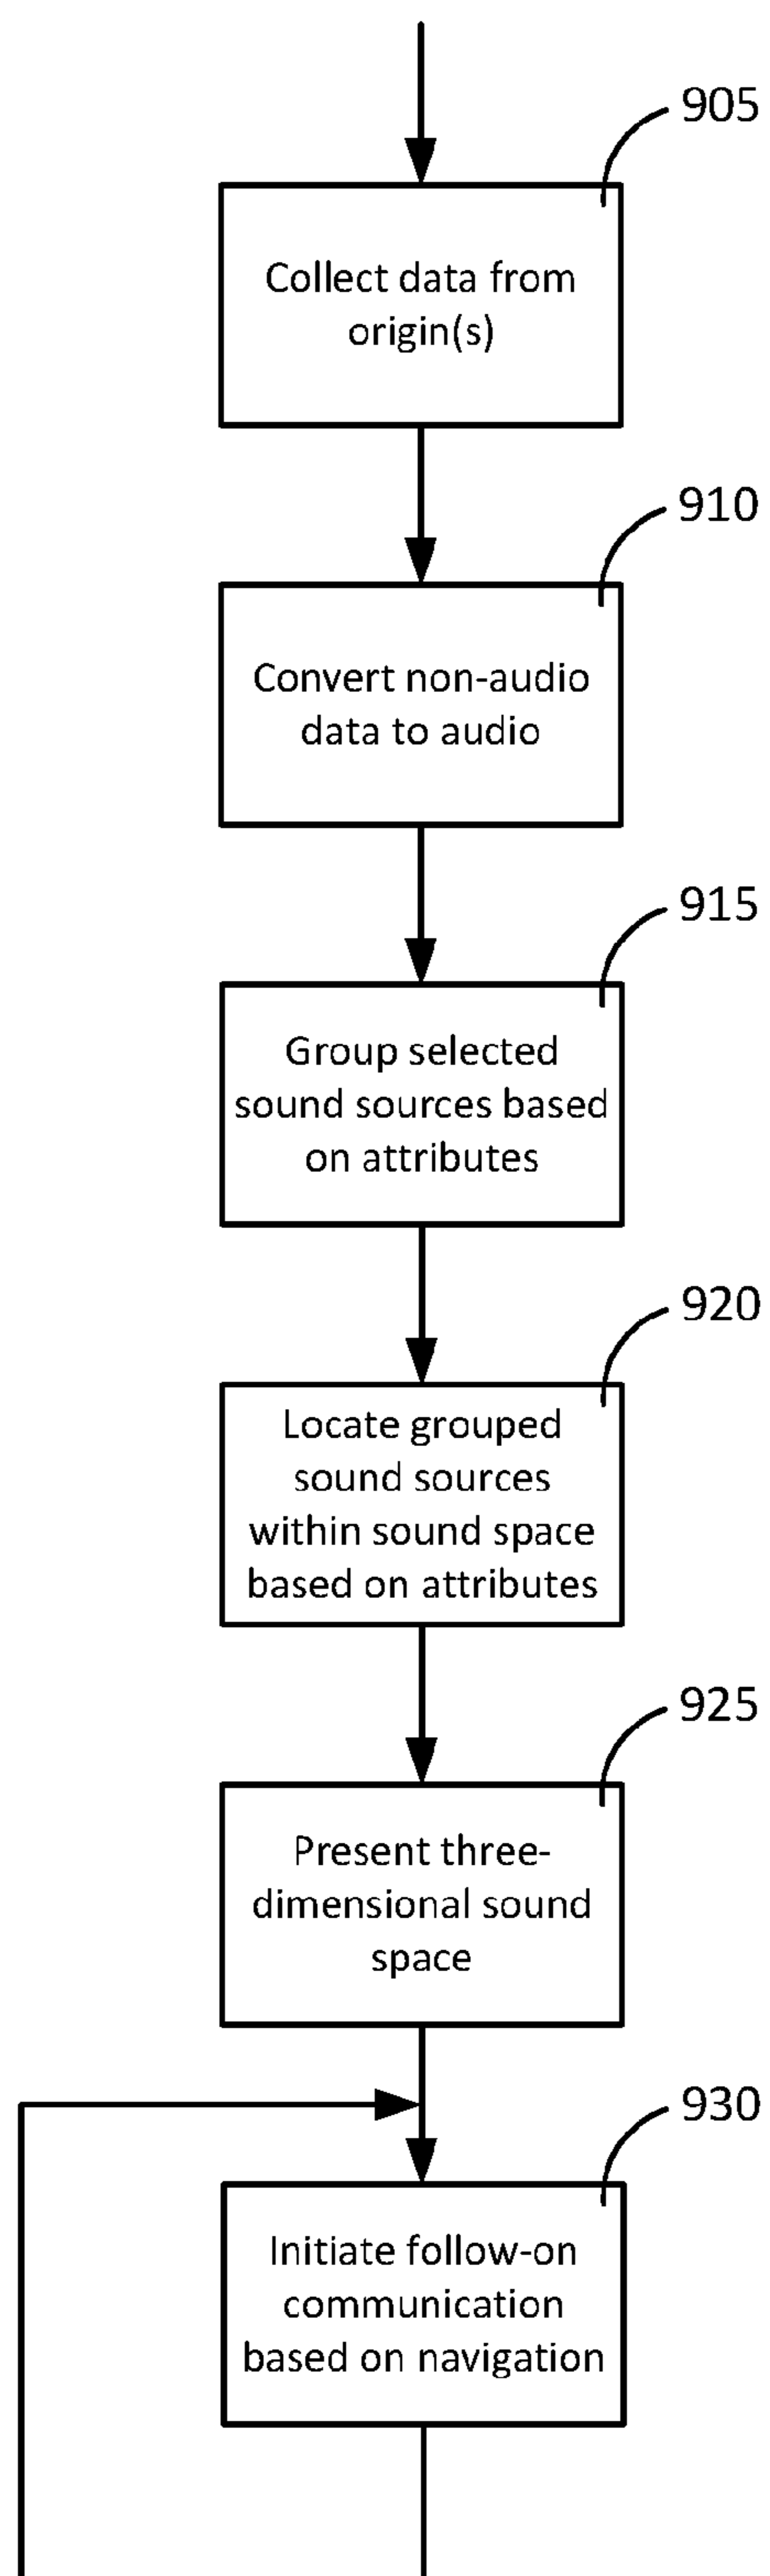 905
Collect data from
origin(s)
910
Convert non-audio
data to audio
915
Group selected
sound sources based
on attributes
920
Locate grouped
sound sources
within sound space
based on attributes
925
Present three-
dimensional sound
space
930
Initiate follow-on
communication
based on navigation